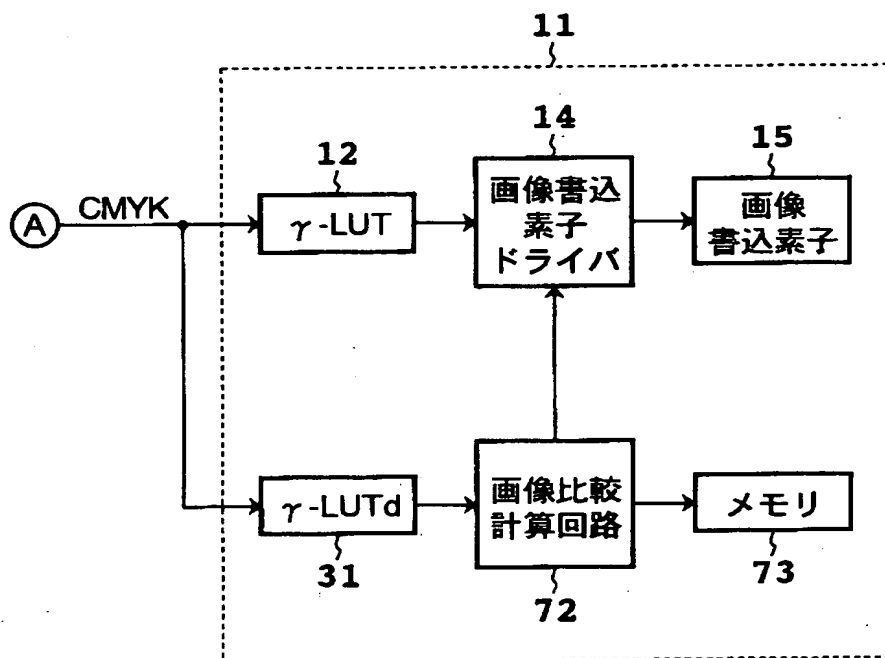 11
12
14
15
A
CMYK
γ-LUT
画像書込
素子
ドライバ
画像
書込素子
γ-LUTd
画像比較
計算回路
メモリ
31
72
73